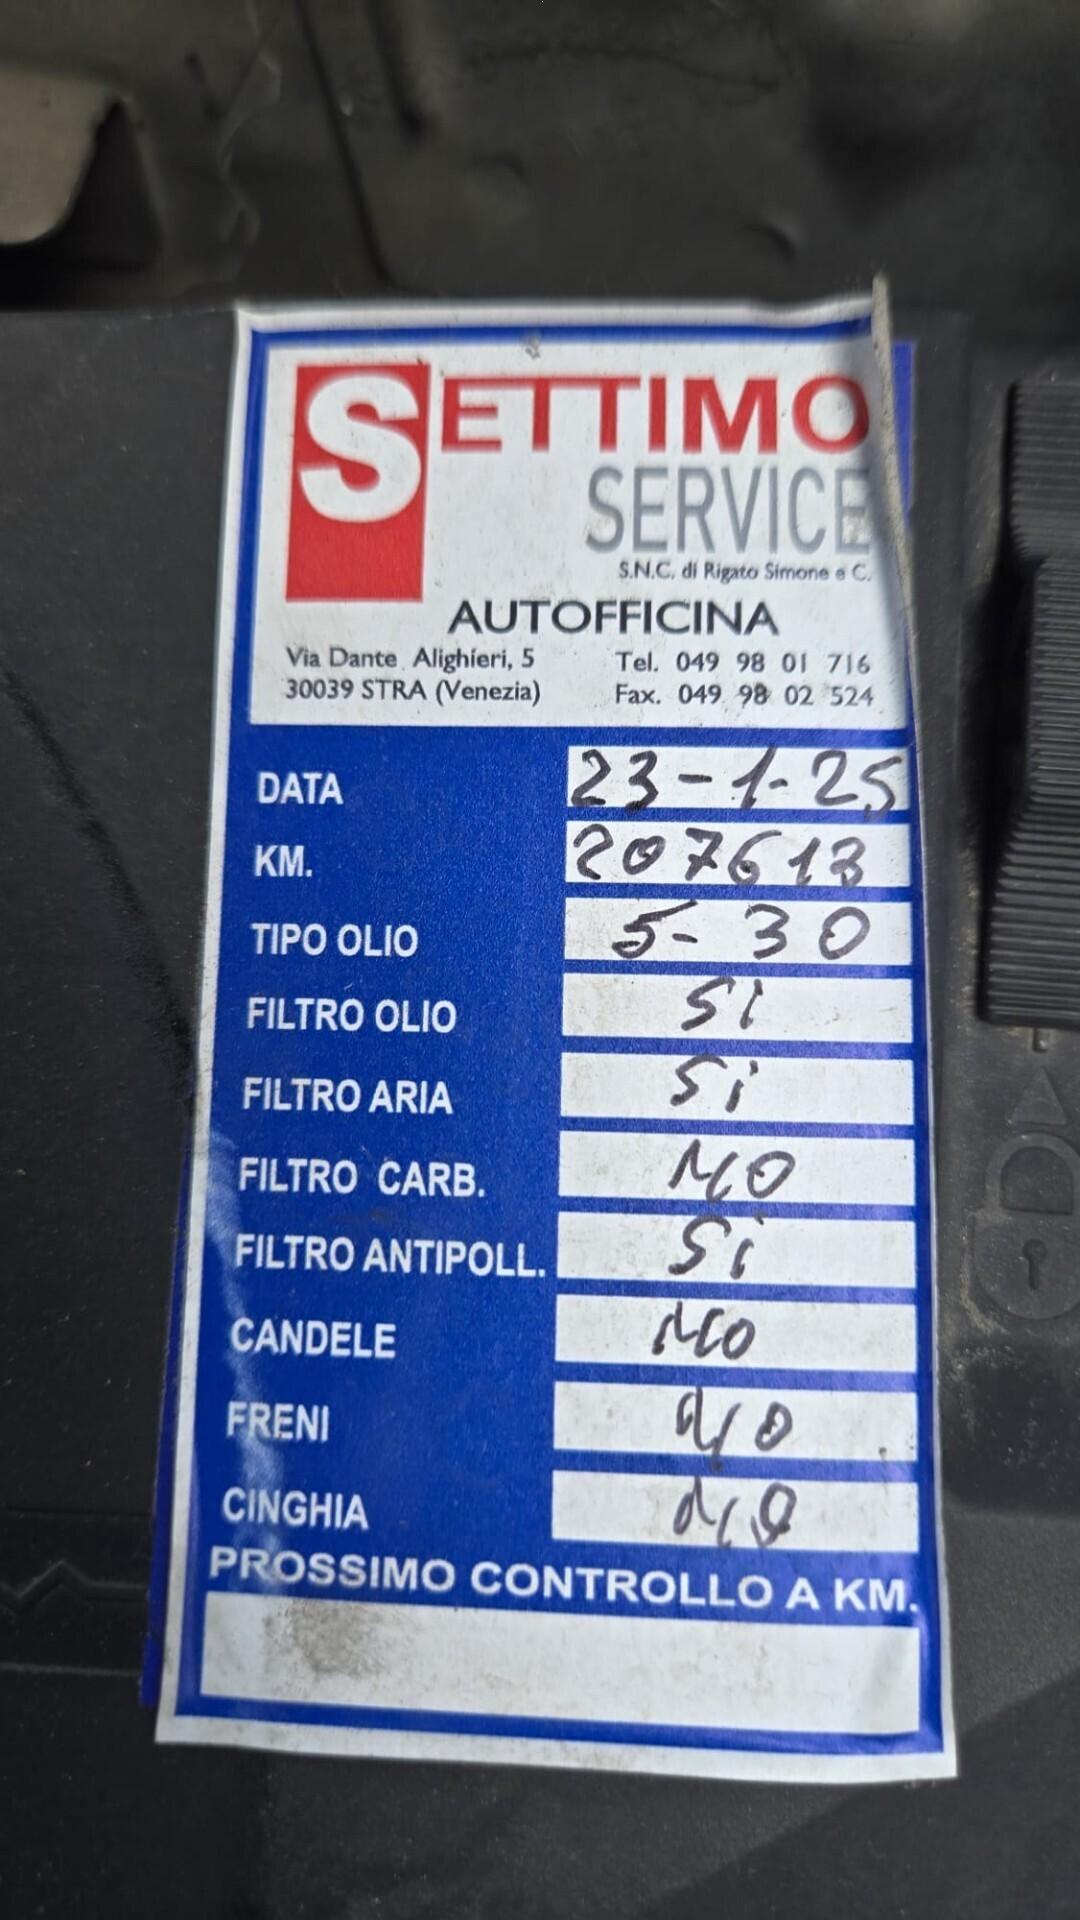 SETTIMO
SERVICE
S.N.C. di Rigato Simone e C.
AUTOFFICINA
Via Dante Alighieri, 5 Tel. 049 98 01 716
30039 STRA (Venezia) Fax. 049 98 02 524
DATA 23-1-25
KM. 207613
TIPO OLIO 5-30
FILTRO OLIO Si
FILTRO ARIA Si
FILTRO CARB. NO
FILTRO ANTIPOLL. Si
CANDELE NO
FRENI NO
CINGHIA NO
PROSSIMO CONTROLLO A KM.